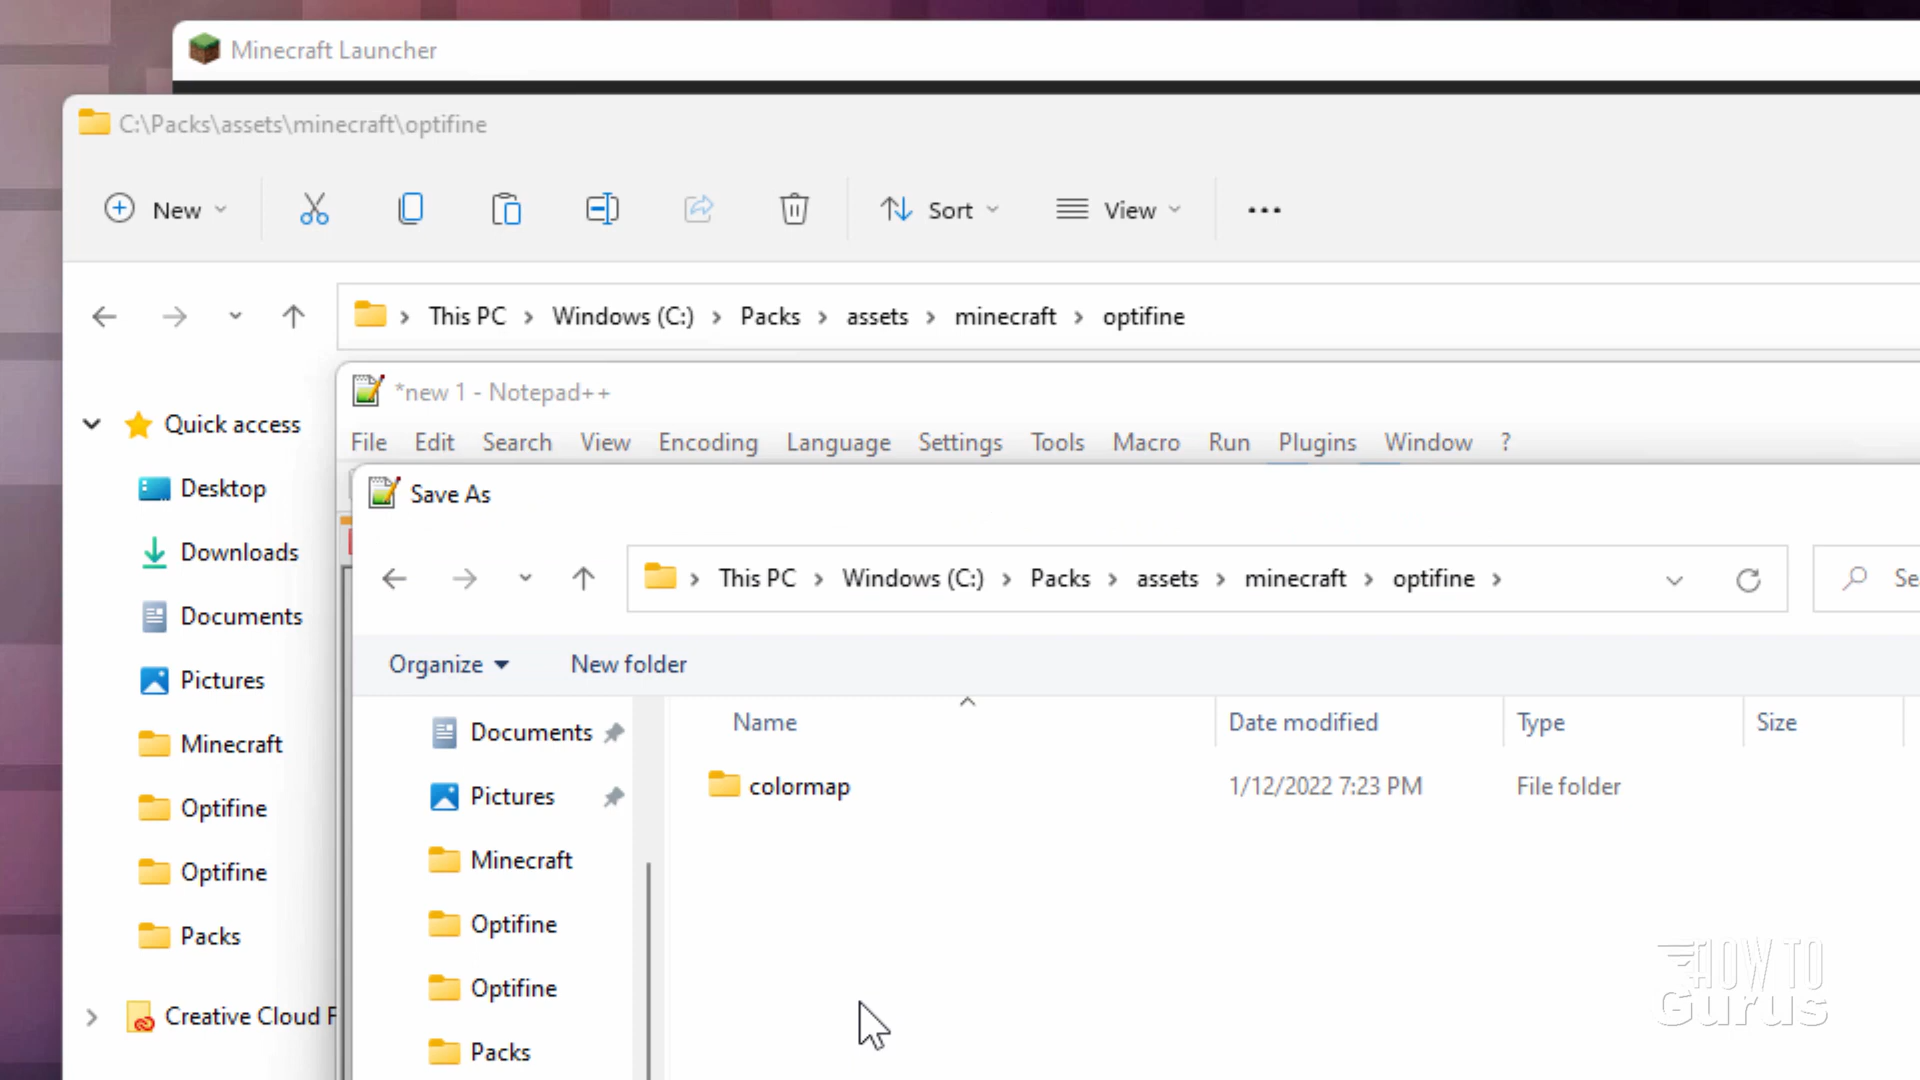 Minecraft Launcher
C:\Packs\assets\minecraft\optifine
New Sort View
This PC Windows (C:) Packs assets minecraft optifine
Quick access
Desktop
Downloads
Documents
Pictures
Minecraft
Optifine
Optifine
Packs
Creative Cloud F
*new 1 - Notepad++
File Edit Search View Encoding Language Settings Tools Macro Run Plugins Window ?
Save As
This PC Windows (C:) Packs assets minecraft optifine Se
Organize New folder
Documents
Pictures
Minecraft
Optifine
Optifine
Packs
Name Date modified Type Size
colormap 1/12/2022 7:23 PM File folder
HOW TO
Gurus